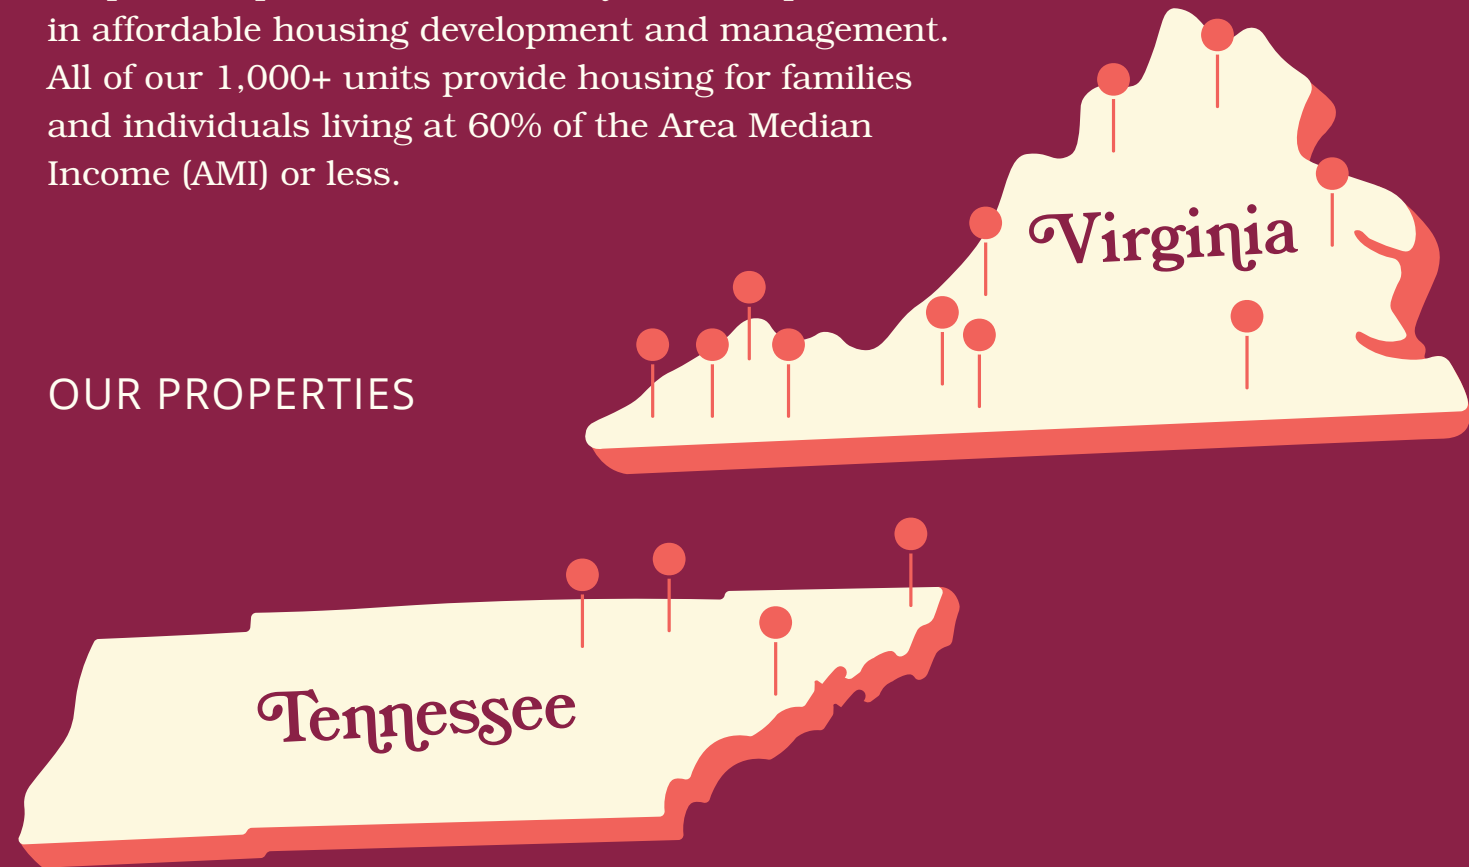 in affordable housing development and management.
All of our 1,000+ units provide housing for families
and individuals living at 60% of the Area Median
Income (AMI) or less.
OUR PROPERTIES
Virginia
Tennessee